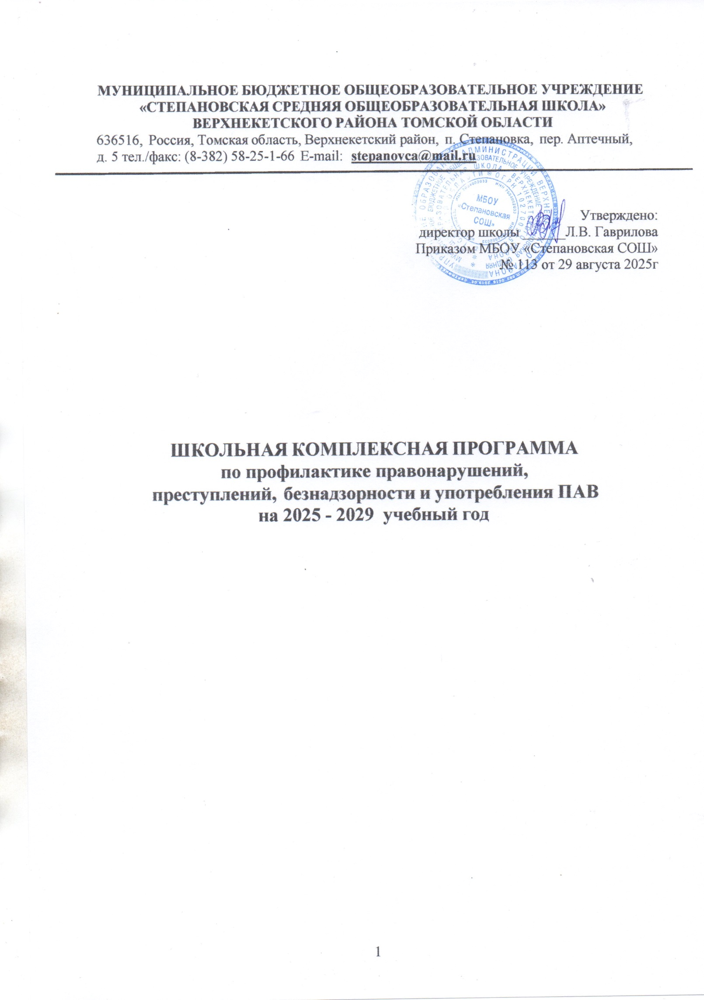 МУНИЦИПАЛЬНОЕ БЮДЖЕТНОЕ ОБЩЕОБРАЗОВАТЕЛЬНОЕ УЧРЕЖДЕНИЕ
«СТЕПАНОВСКАЯ СРЕДНЯЯ ОБЩЕОБРАЗОВАТЕЛЬНАЯ ШКОЛА»
ВЕРХНЕКЕТСКОГО РАЙОНА ТОМСКОЙ ОБЛАСТИ
636516, Россия, Томская область, Верхнекетский район, п. Степановка, пер. Аптечный,
д. 5 тел./факс: (8-382) 58-25-1-66 E-mail: stepanovca@mail.ru
МБОУ
«Степановская
СОШ»
Утверждено:
директор школы ______Л.В. Гаврилова
Приказом МБОУ «Степановская СОШ»
№ 113 от 29 августа 2025г
ШКОЛЬНАЯ КОМПЛЕКСНАЯ ПРОГРАММА
по профилактике правонарушений,
преступлений, безнадзорности и употребления ПАВ
на 2025 - 2029 учебный год
1